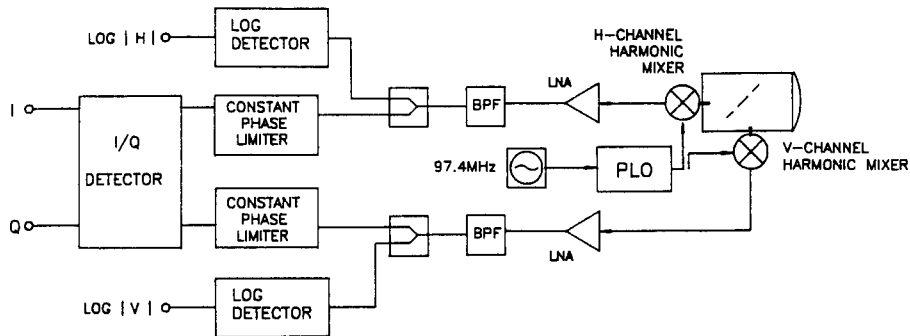 LOG |H|
LOG
DETECTOR
H-CHANNEL
HARMONIC
MIXER
LNA
BPF
I
I/Q
DETECTOR
CONSTANT
PHASE
LIMITER
97.4MHz
PLO
V-CHANNEL
HARMONIC MIXER
Q
CONSTANT
PHASE
LIMITER
BPF
LNA
LOG |V|
LOG
DETECTOR